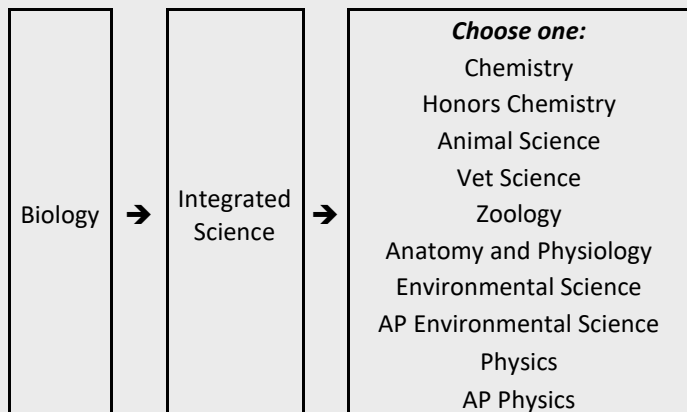 Biology
➔
Integrated
Science
➔
Choose one:
Chemistry
Honors Chemistry
Animal Science
Vet Science
Zoology
Anatomy and Physiology
Environmental Science
AP Environmental Science
Physics
AP Physics